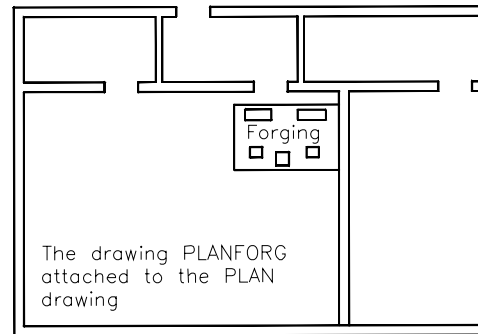 Forging
The drawing PLANFORG
attached to the PLAN
drawing